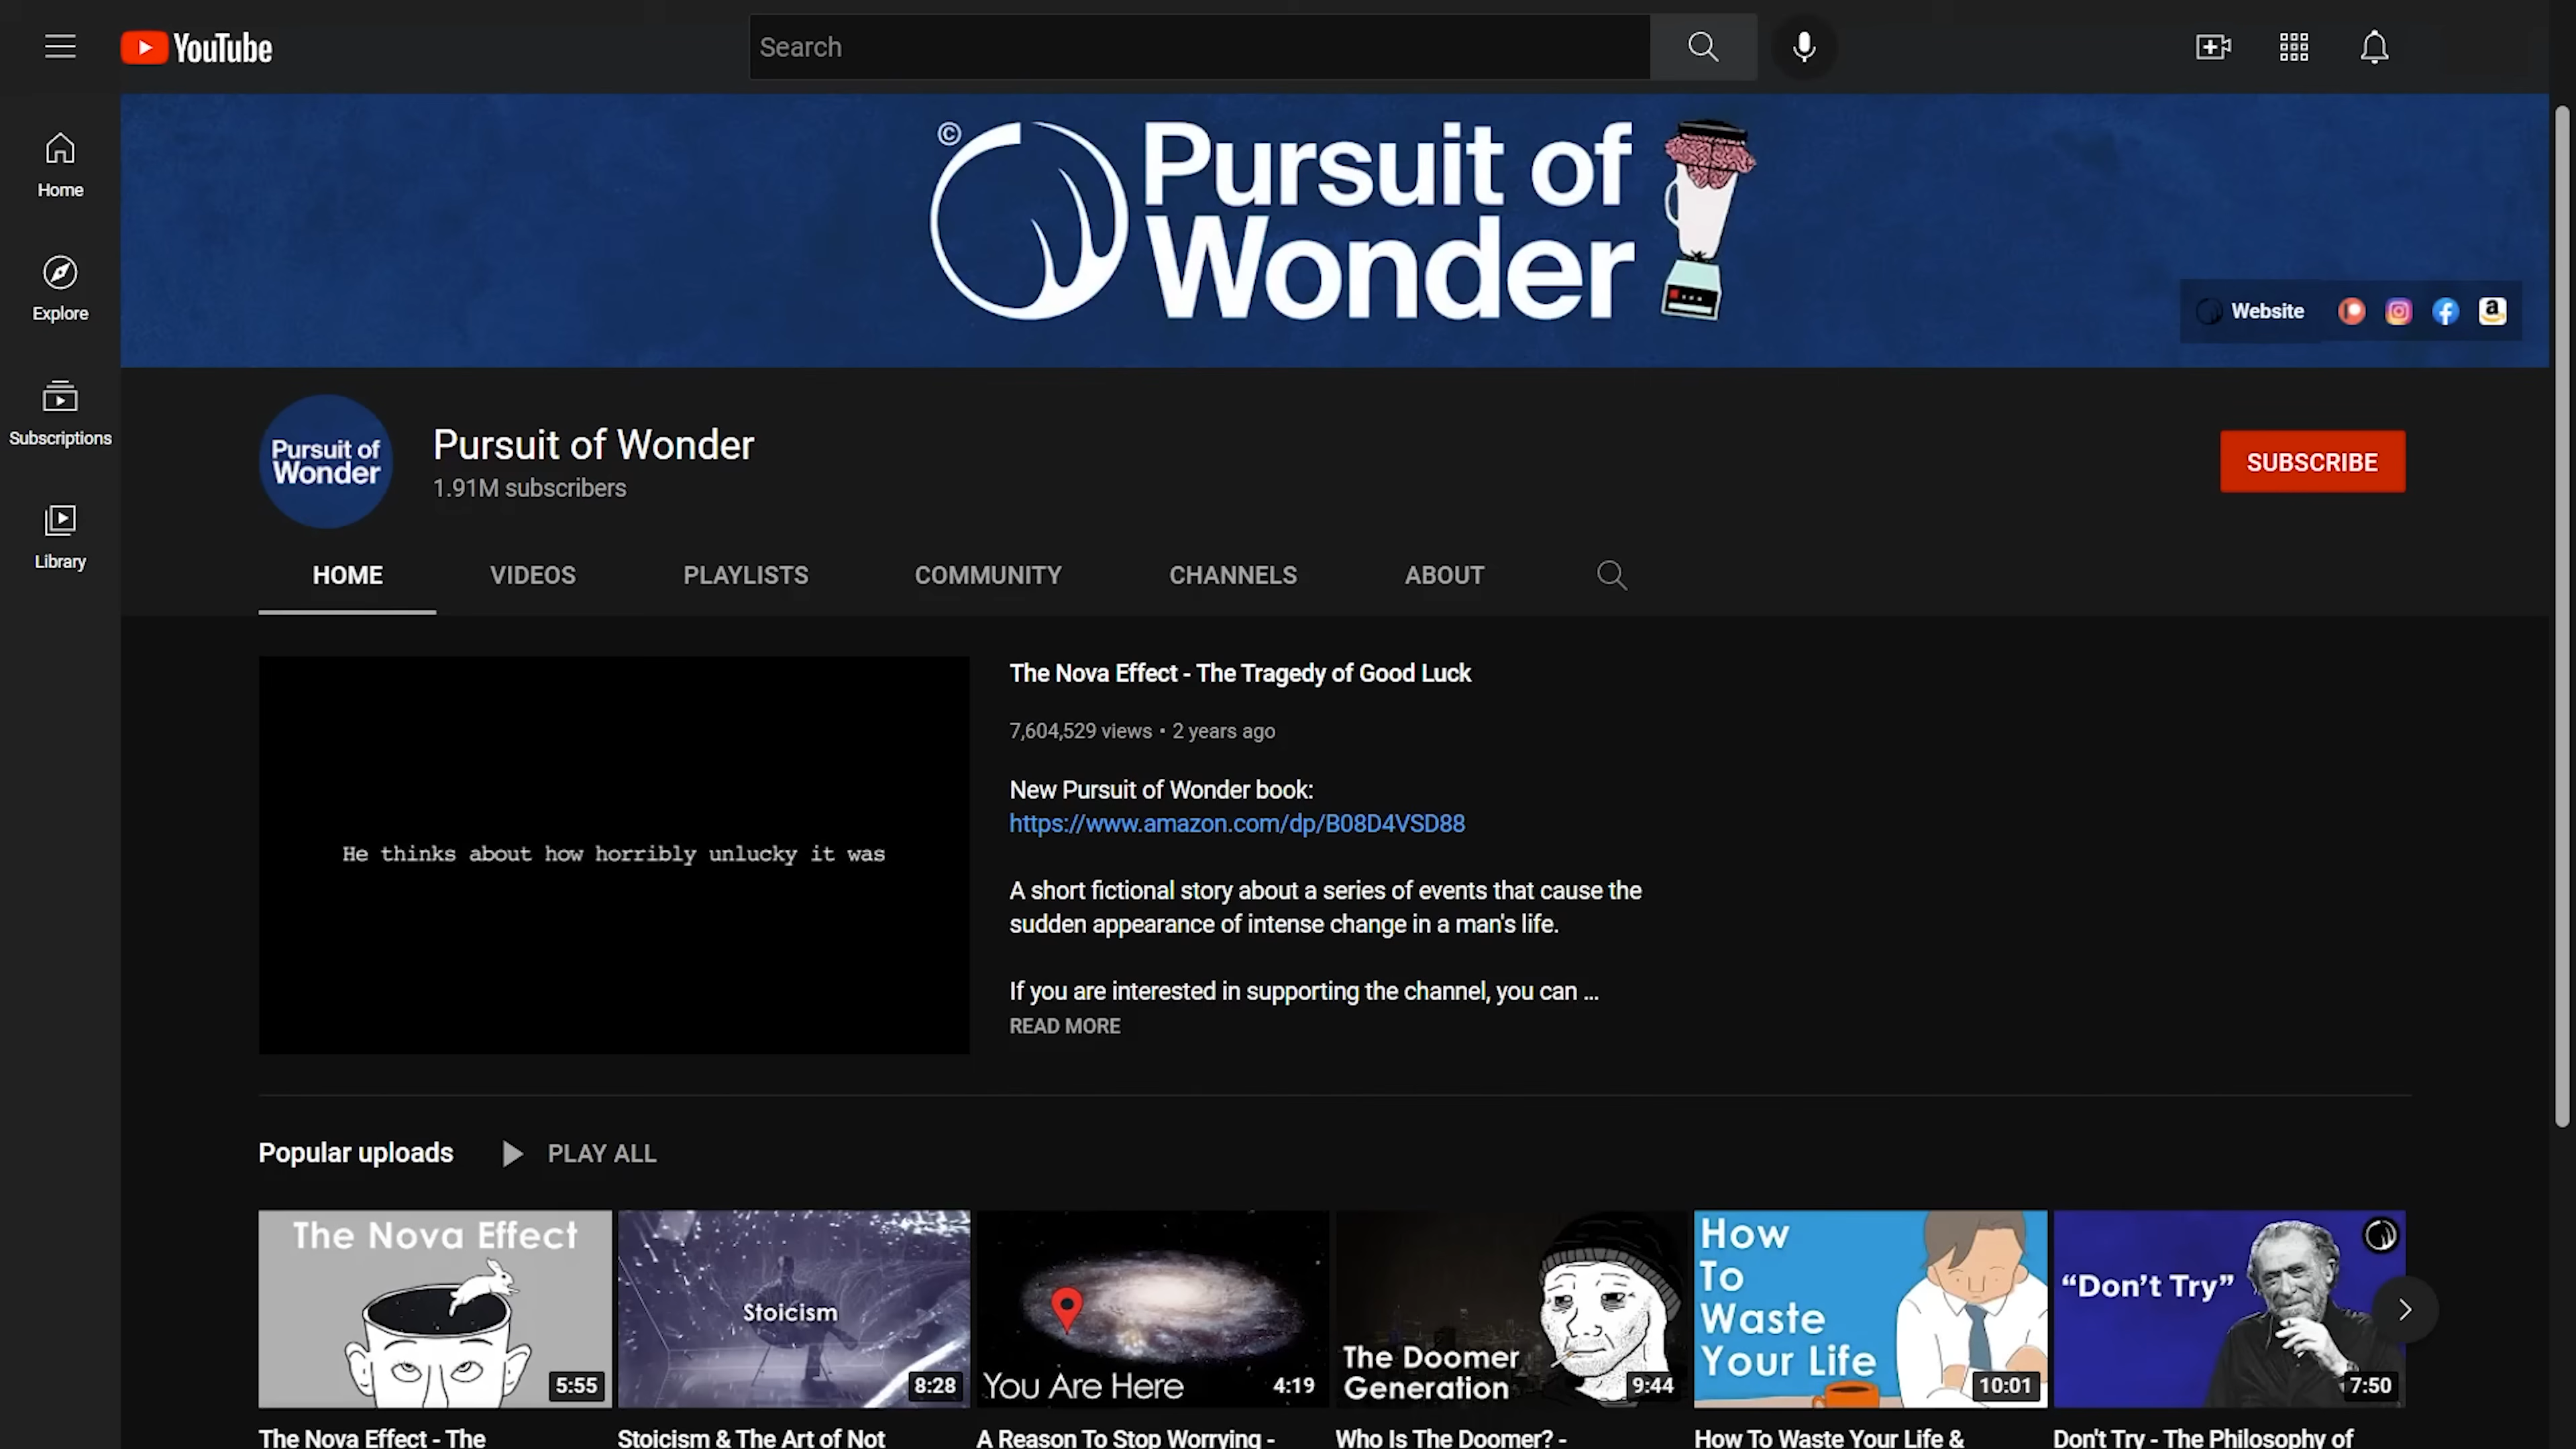 YouTube
Search
Home
Explore
Subscriptions
Library
©
Pursuit of
Wonder
Website
Pursuit of
Wonder
Pursuit of Wonder
1.91M subscribers
SUBSCRIBE
HOME
VIDEOS
PLAYLISTS
COMMUNITY
CHANNELS
ABOUT
He thinks about how horribly unlucky it was
The Nova Effect - The Tragedy of Good Luck
7,604,529 views • 2 years ago
New Pursuit of Wonder book:
https://www.amazon.com/dp/B08D4VSD88
A short fictional story about a series of events that cause the
sudden appearance of intense change in a man's life.
If you are interested in supporting the channel, you can ...
READ MORE
Popular uploads
PLAY ALL
The Nova Effect
5:55
Stoicism
8:28
You Are Here
4:19
The Doomer
Generation
9:44
How
To
Waste
Your Life
10:01
“Don’t Try”
7:50
The Nova Effect - The
Stoicism & The Art of Not
A Reason To Stop Worrying -
Who Is The Doomer? -
How To Waste Your Life &
Don't Try - The Philosophy of